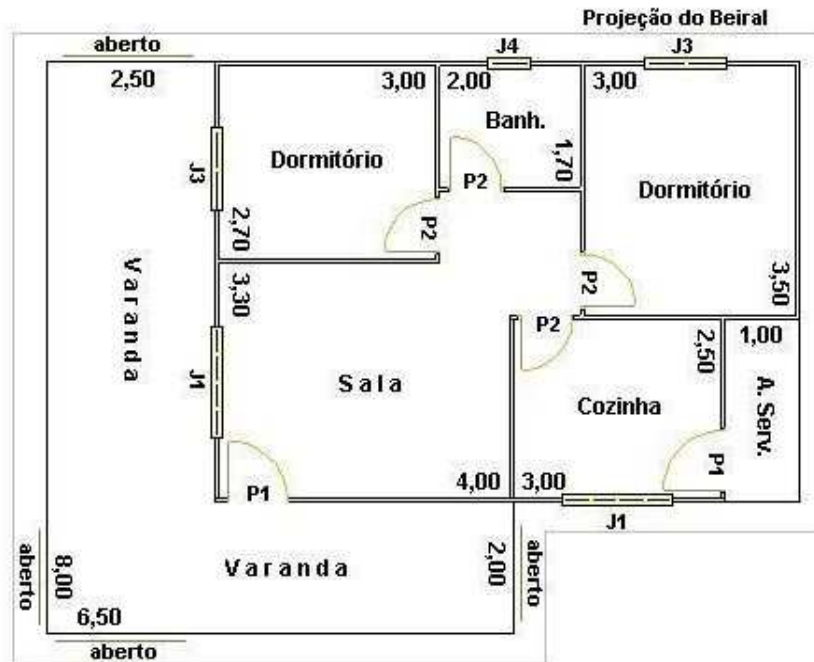 Projeção do Beiral
aberto
J4
J3
2,50
3,00
2,00
3,00
Banh.
Dormitório
1,70
Dormitório
J3
P2
2,70
P2
Varanda
3,30
P2
3,50
P2
2,50
1,00
J1
Sala
Cozinha
A. Serv.
P1
P1
4,00
3,00
J1
aberto
8,00
Varanda
2,00
aberto
6,50
aberto